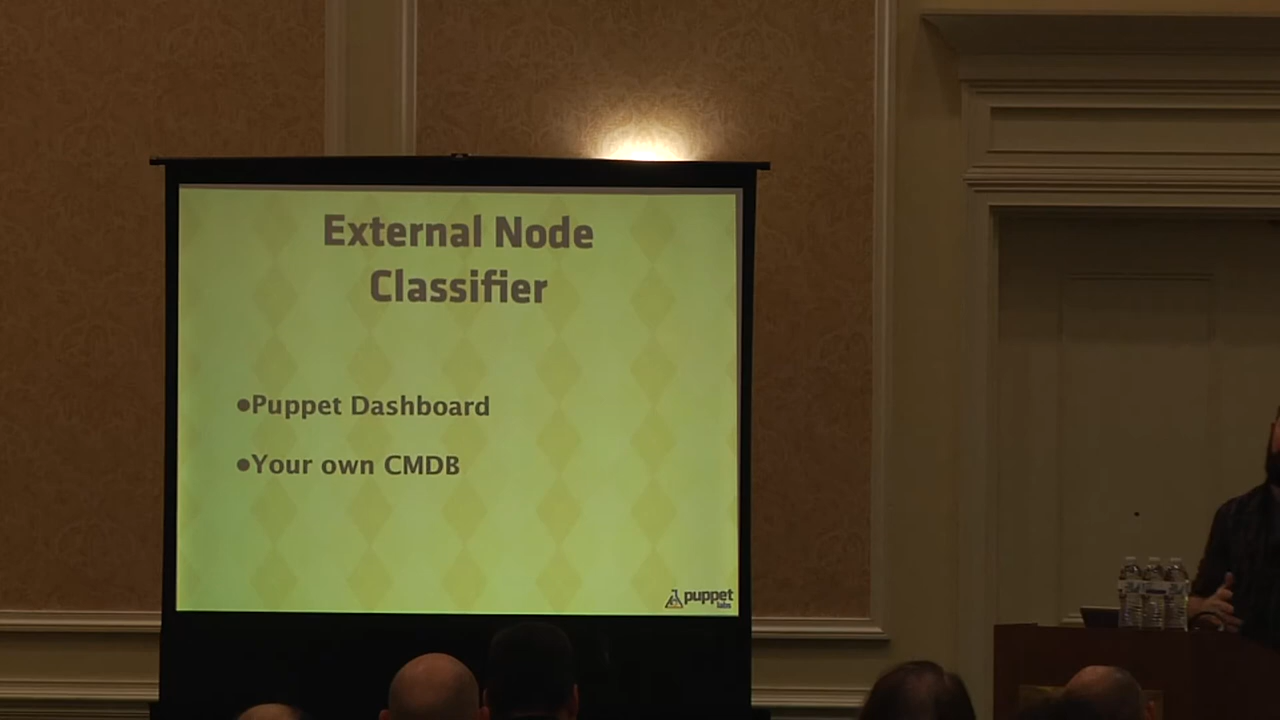 External Node
Classifier
•Puppet Dashboard
•Your own CMDB
puppet
labs